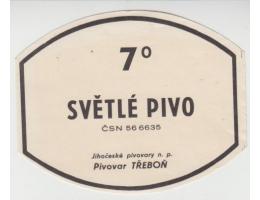 7°
SVĚTLÉ PIVO
ČSN 56 6635
Jihočeské pivovary n. p.
Pivovar TŘEBOŇ